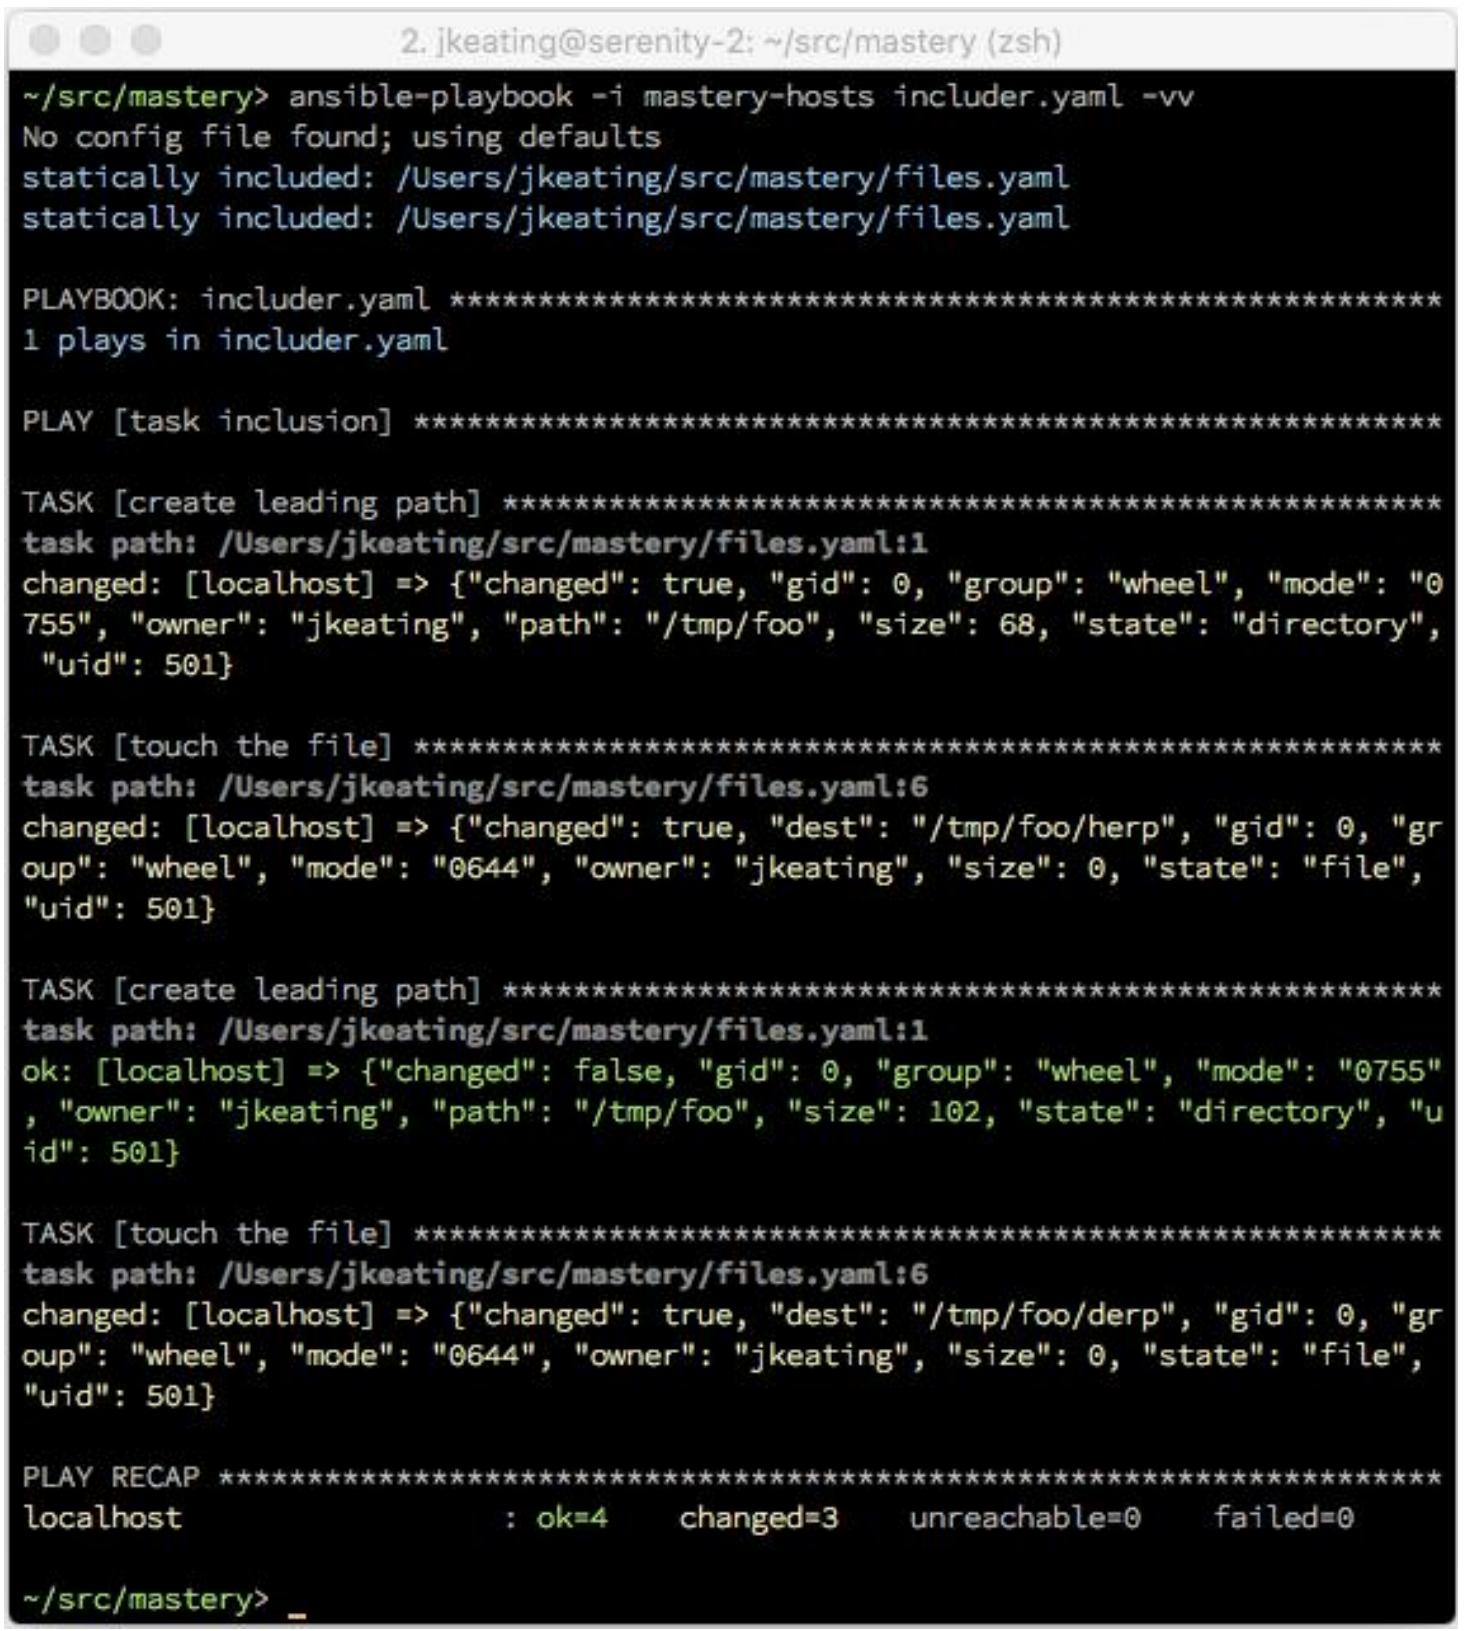 2. jkeating@serenity-2: ~/src/mastery (zsh)
~/src/mastery> ansible-playbook -i mastery-hosts includer.yaml -vv
No config file found; using defaults
statically included: /Users/jkeating/src/mastery/files.yaml
statically included: /Users/jkeating/src/mastery/files.yaml
PLAYBOOK: includer.yaml ********************************************************
1 plays in includer.yaml
PLAY [task inclusion] **********************************************************
TASK [create leading path] *****************************************************
task path: /Users/jkeating/src/mastery/files.yaml:1
changed: [localhost] => {"changed": true, "gid": 0, "group": "wheel", "mode": "0
755", "owner": "jkeating", "path": "/tmp/foo", "size": 68, "state": "directory",
"uid": 501}
TASK [touch the file] **********************************************************
task path: /Users/jkeating/src/mastery/files.yaml:6
changed: [localhost] => {"changed": true, "dest": "/tmp/foo/herp", "gid": 0, "gr
oup": "wheel", "mode": "0644", "owner": "jkeating", "size": 0, "state": "file",
"uid": 501}
TASK [create leading path] *****************************************************
task path: /Users/jkeating/src/mastery/files.yaml:1
ok: [localhost] => {"changed": false, "gid": 0, "group": "wheel", "mode": "0755"
, "owner": "jkeating", "path": "/tmp/foo", "size": 102, "state": "directory", "u
id": 501}
TASK [touch the file] **********************************************************
task path: /Users/jkeating/src/mastery/files.yaml:6
changed: [localhost] => {"changed": true, "dest": "/tmp/foo/derp", "gid": 0, "gr
oup": "wheel", "mode": "0644", "owner": "jkeating", "size": 0, "state": "file",
"uid": 501}
PLAY RECAP *********************************************************************
localhost                  : ok=4    changed=3    unreachable=0    failed=0
~/src/mastery> _